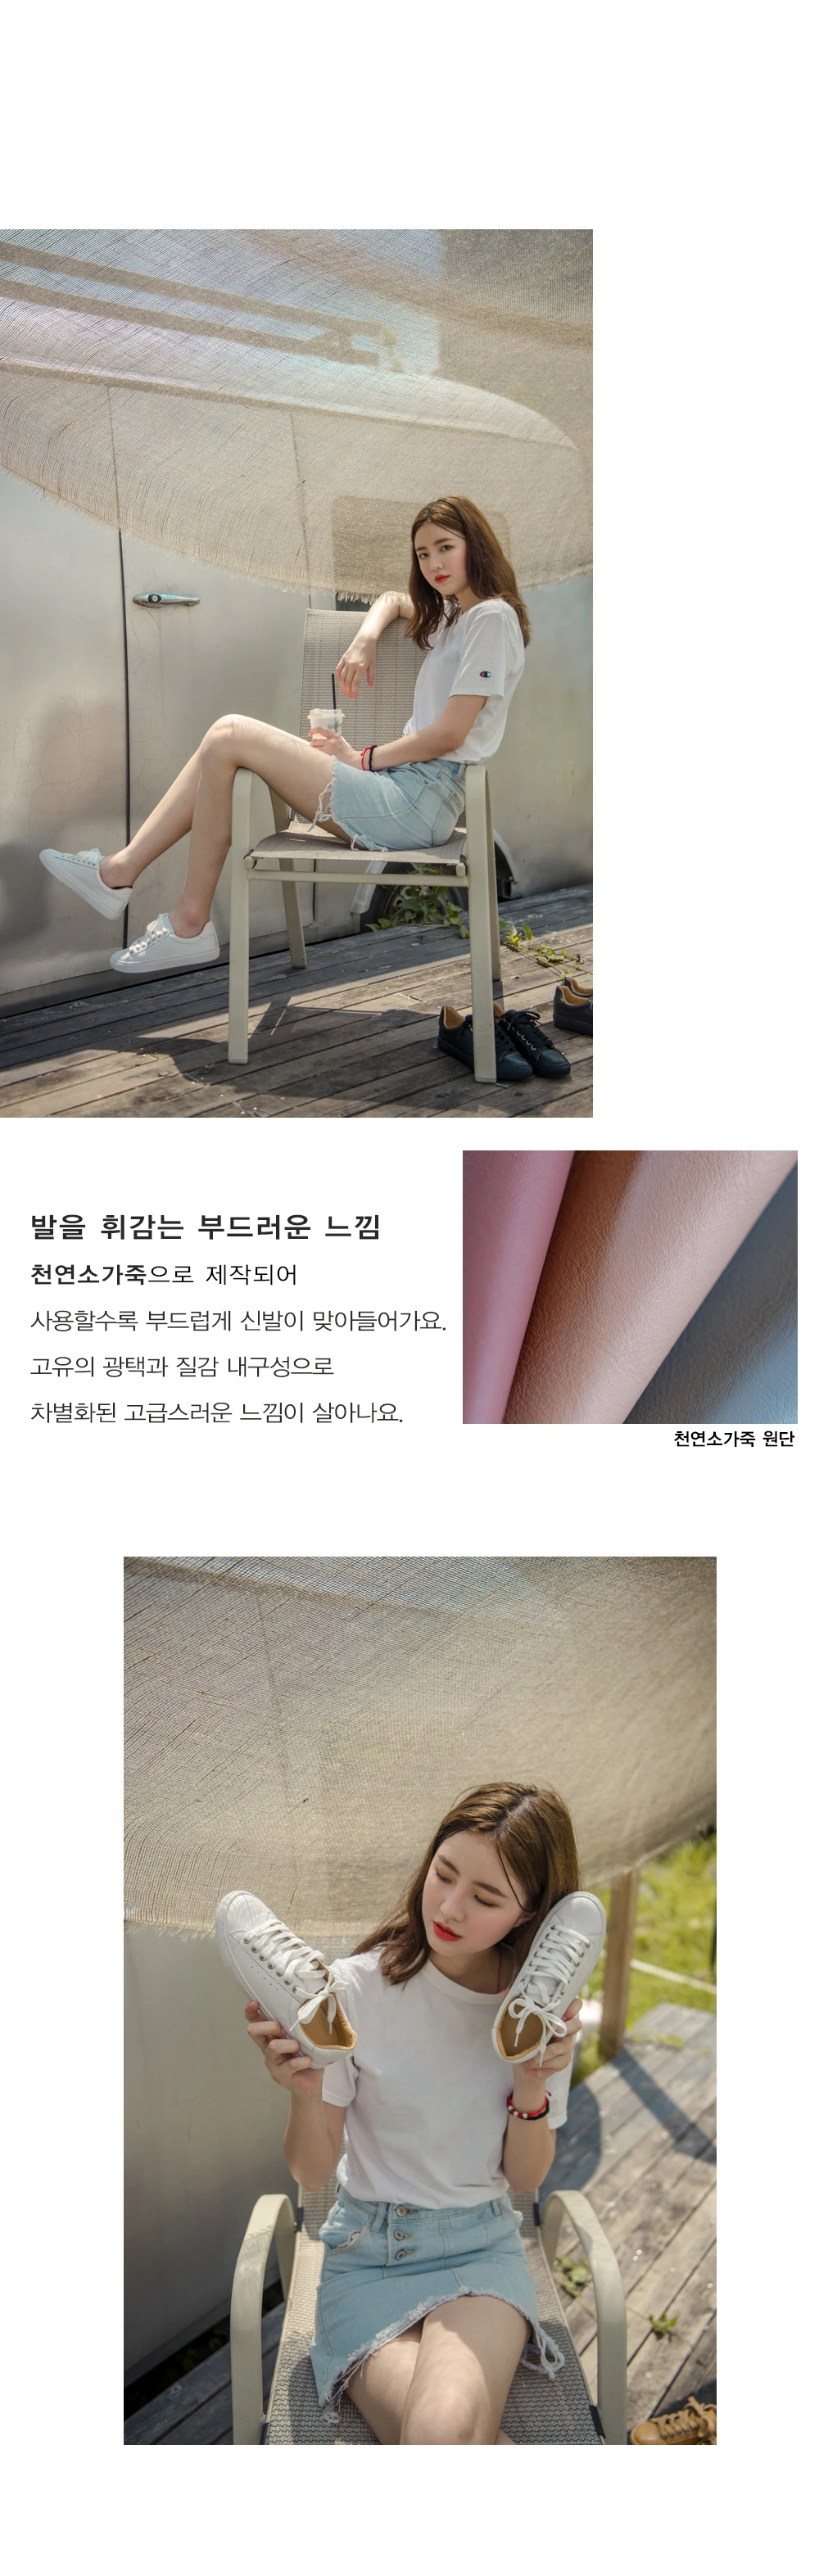 발을 휘감는 부드러운 느낌
천연소가죽으로 제작되어
사용할수록 부드럽게 신발이 맞아들어가요.
고유의 광택과 질감 내구성으로
차별화된 고급스러운 느낌이 살아나요.
천연소가죽 원단